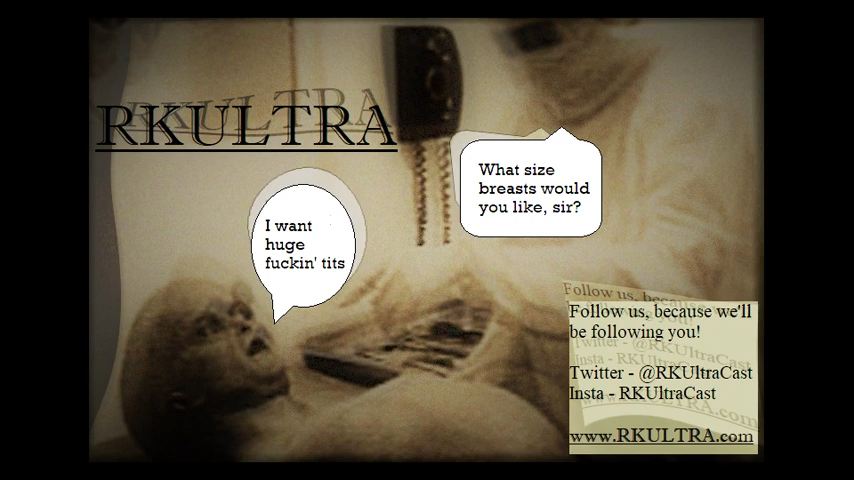 RKULTRA
What size
breasts would
you like, sir?
I want
huge
fuckin' tits
Follow us, because we'll
be following you!
Twitter - @RKUltraCast
Insta - RKUltraCast
www.RKULTRA.com